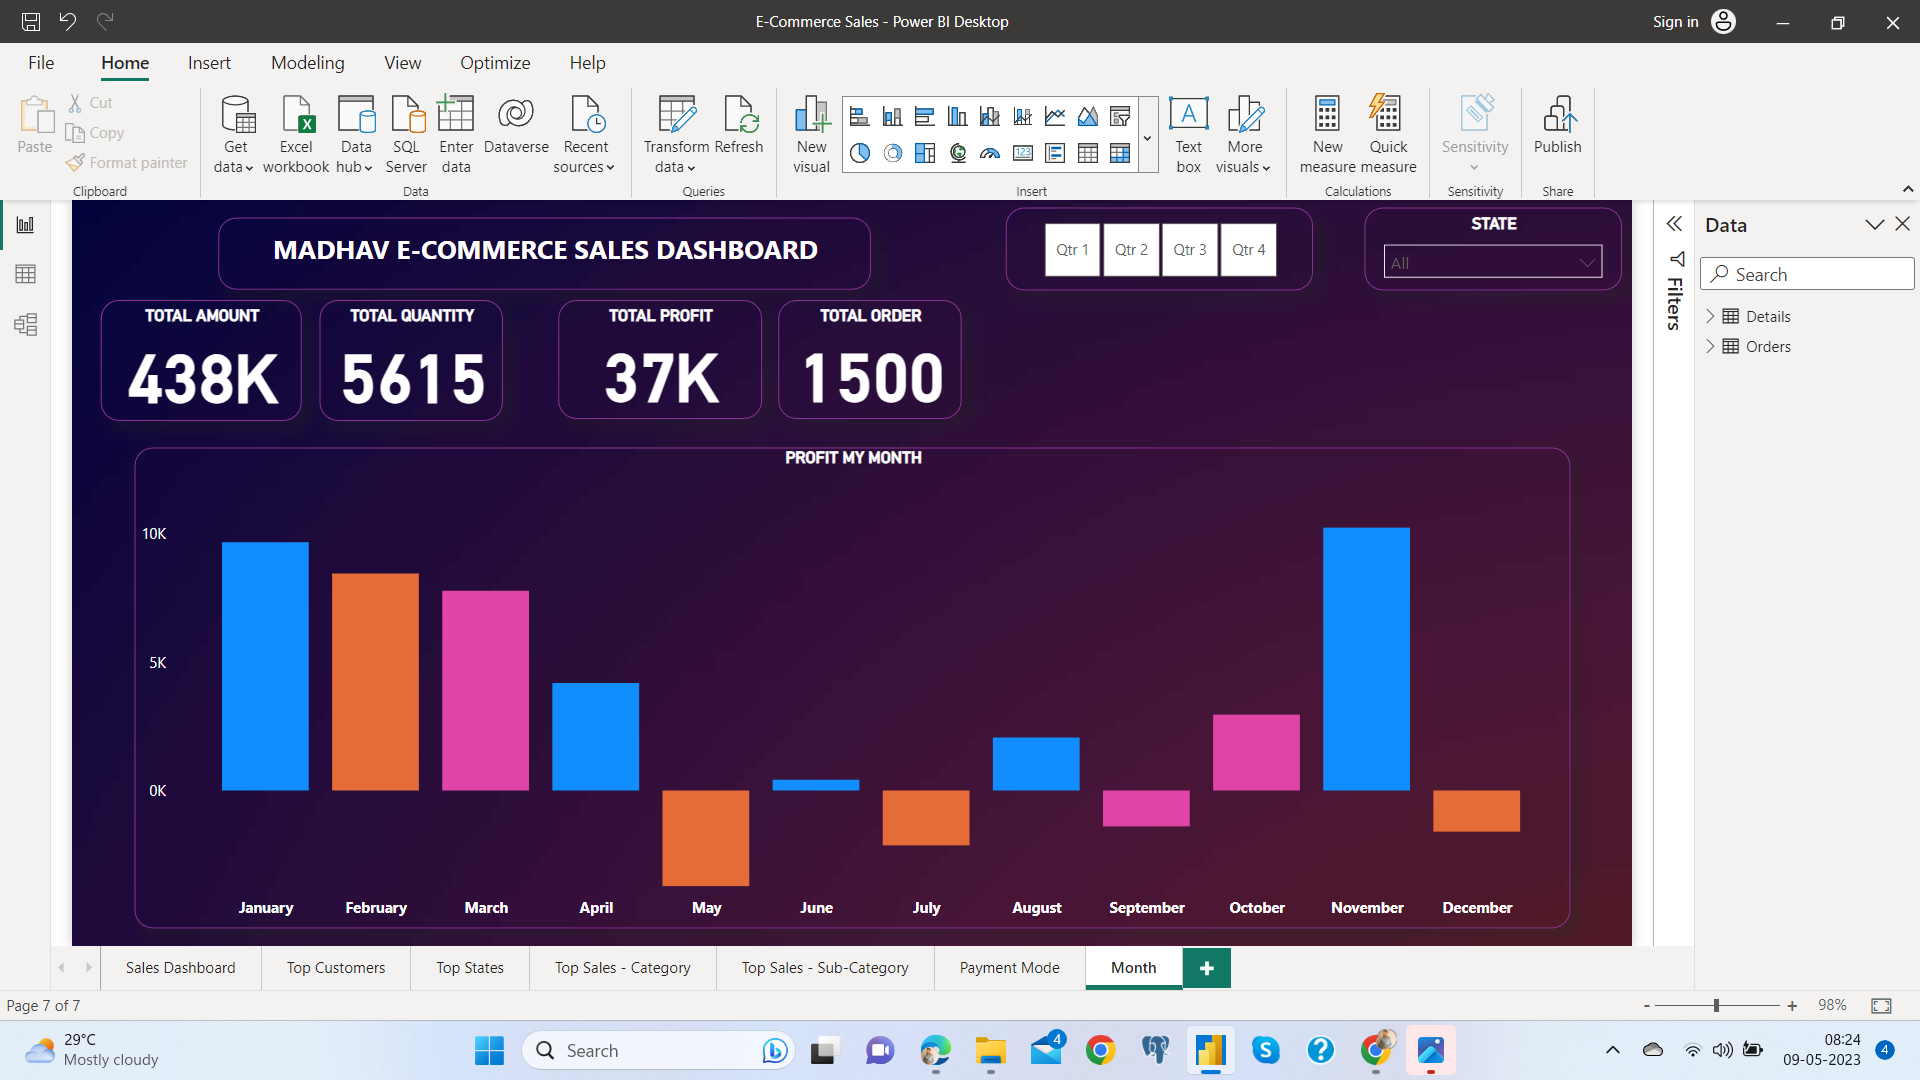 E-Commerce Sales - Power BI Desktop
Sign in
File Home Insert Modeling View Optimize Help
Paste
Cut
Copy
Format painter
Clipboard
Get data
Excel workbook
Data hub
SQL Server
Enter data
Dataverse
Recent sources
Data
Transform data
Refresh
Queries
New visual
123
A
Text box
More visuals
Insert
New measure
Quick measure
Calculations
Sensitivity
Sensitivity
Publish
Share
MADHAV E-COMMERCE SALES DASHBOARD
Qtr 1 Qtr 2 Qtr 3 Qtr 4
STATE
All
TOTAL AMOUNT
438K
TOTAL QUANTITY
5615
TOTAL PROFIT
37K
TOTAL ORDER
1500
PROFIT MY MONTH
10K
5K
0K
January February March April May June July August September October November December
Filters
Data
Search
Details
Orders
Sales Dashboard Top Customers Top States Top Sales - Category Top Sales - Sub-Category Payment Mode Month +
Page 7 of 7
- + 98%
29°C
Mostly cloudy
Search
4
08:24
09-05-2023
4